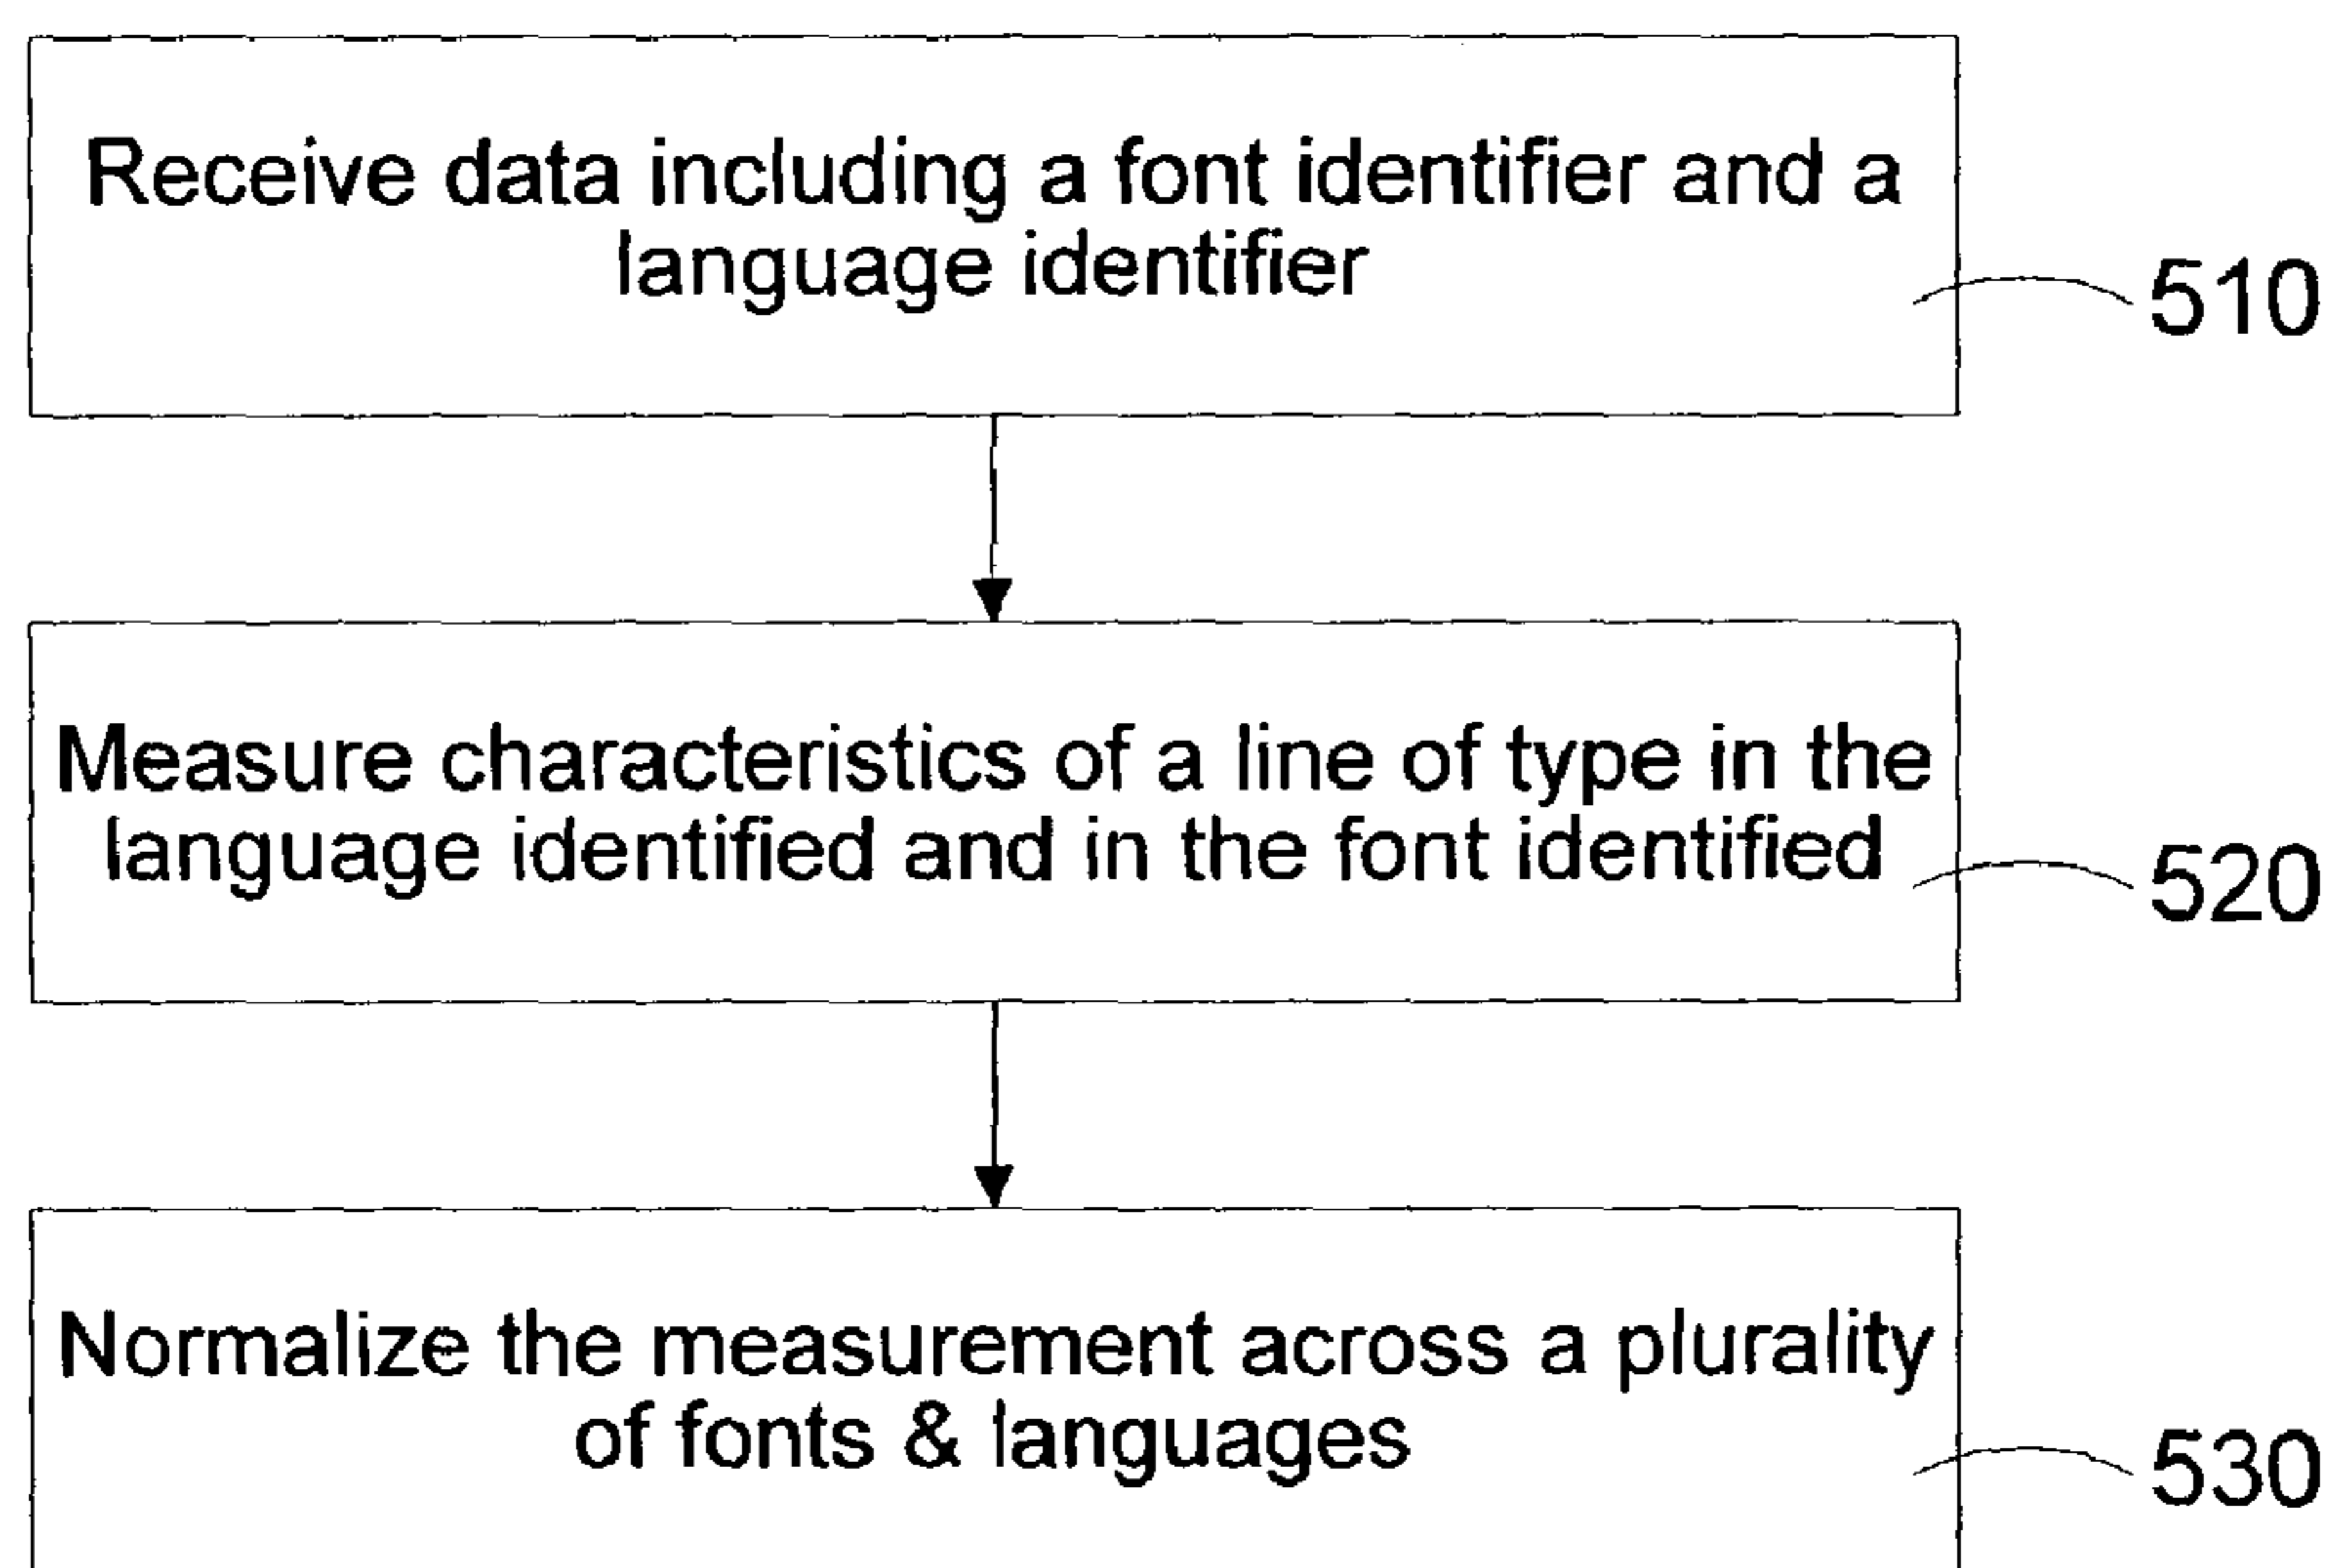 Receive data including a font identifier and a
language identifier
510
Measure characteristics of a line of type in the
language identified and in the font identified
520
Normalize the measurement across a plurality
of fonts & languages
530